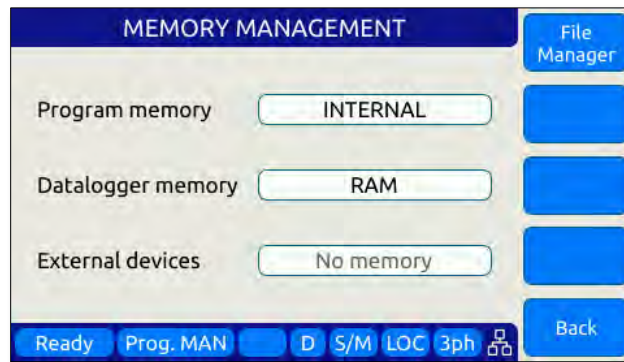 MEMORY MANAGEMENT
File
Manager
Program memory INTERNAL
Datalogger memory RAM
External devices No memory
Back
Ready Prog. MAN D S/M LOC 3ph